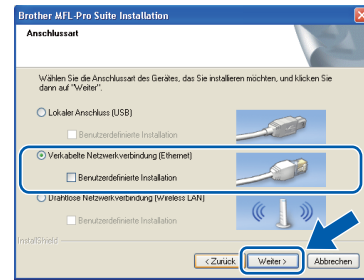 Brother MFL-Pro Suite Installation
Anschlussart
Wählen Sie die Anschlussart des Gerätes, das Sie installieren möchten, und klicken Sie
dann auf "Weiter".
Lokaler Anschluss (USB)
Benutzerdefinierte Installation
Verkabelte Netzwerkverbindung (Ethernet)
Benutzerdefinierte Installation
Drahtlose Netzwerkverbindung (Wireless LAN)
Benutzerdefinierte Installation
InstallShield
< Zurück Weiter > Abbrechen